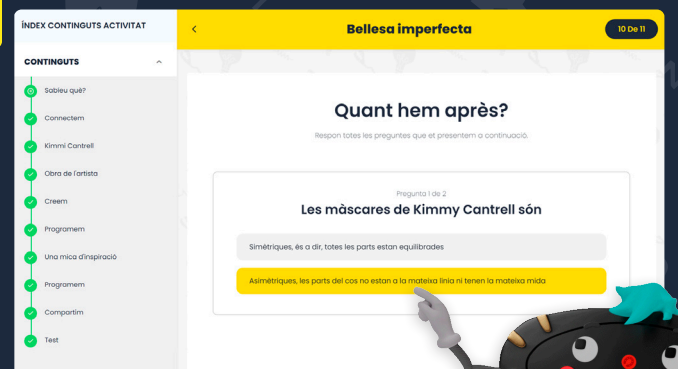 ÍNDEX CONTINGUTS ACTIVITAT
CONTINGUTS
Sabíeu què?
Connectem
Kimmi Cantrell
Obra de l'artista
Creem
Programem
Una mica d'inspiració
Programem
Compartim
Test
Bellesa imperfecta
10 De 11
Quant hem après?
Respon totes les preguntes que et presentem a continuació.
Pregunta 1 de 2
Les màscares de Kimmy Cantrell són
Simètriques, és a dir, totes les parts estan equilibrades
Asimètriques, les parts del cos no estan a la mateixa línia ni tenen la mateixa mida